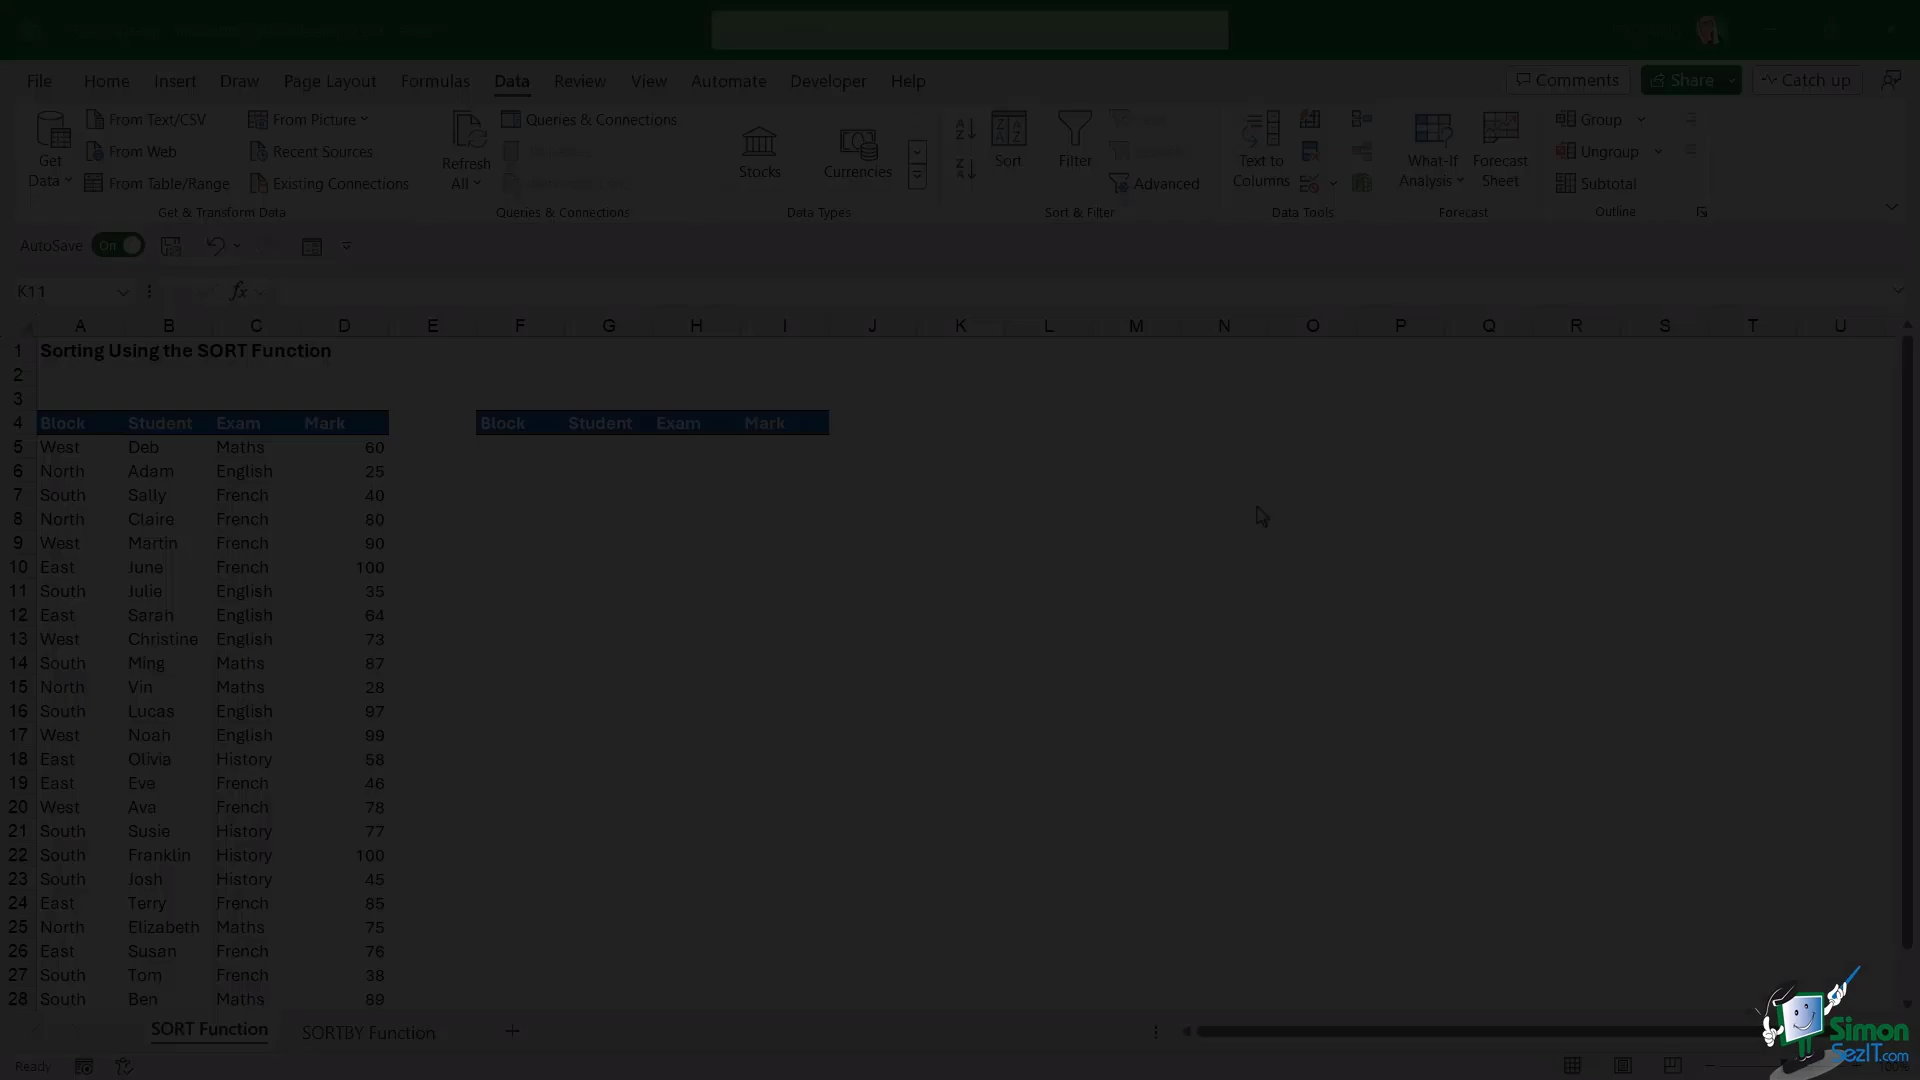 File Home Insert Draw Page Layout Formulas Data Review View Automate Developer Help Comments Share Catch up
Get Data
From Text/CSV
From Web
From Table/Range
From Picture
Recent Sources
Existing Connections
Get & Transform Data
Refresh All
Queries & Connections
Queries & Connections
Stocks
Currencies
Data Types
Sort
Filter
Advanced
Sort & Filter
Text to Columns
Data Tools
What-If Analysis
Forecast Sheet
Forecast
Group
Ungroup
Subtotal
Outline
AutoSave On
K11 fx
A B C D E F G H I J K L M N O P Q R S T U
1 Sorting Using the SORT Function
2
3
4 Block Student Exam Mark Block Student Exam Mark
5 West Deb Maths 60
6 North Adam English 25
7 South Sally French 40
8 North Claire French 80
9 West Martin French 90
10 East June French 100
11 South Julie English 35
12 East Sarah English 64
13 West Christine English 73
14 South Ming Maths 87
15 North Vin Maths 28
16 South Lucas English 97
17 West Noah English 99
18 East Olivia History 58
19 East Eve French 46
20 West Ava French 78
21 South Susie History 77
22 South Franklin History 100
23 South Josh History 45
24 East Terry French 85
25 North Elizabeth Maths 75
26 East Susan French 76
27 South Tom French 38
28 South Ben Maths 89
SORT Function SORTBY Function
Ready
100%
Simon
SezIT.com